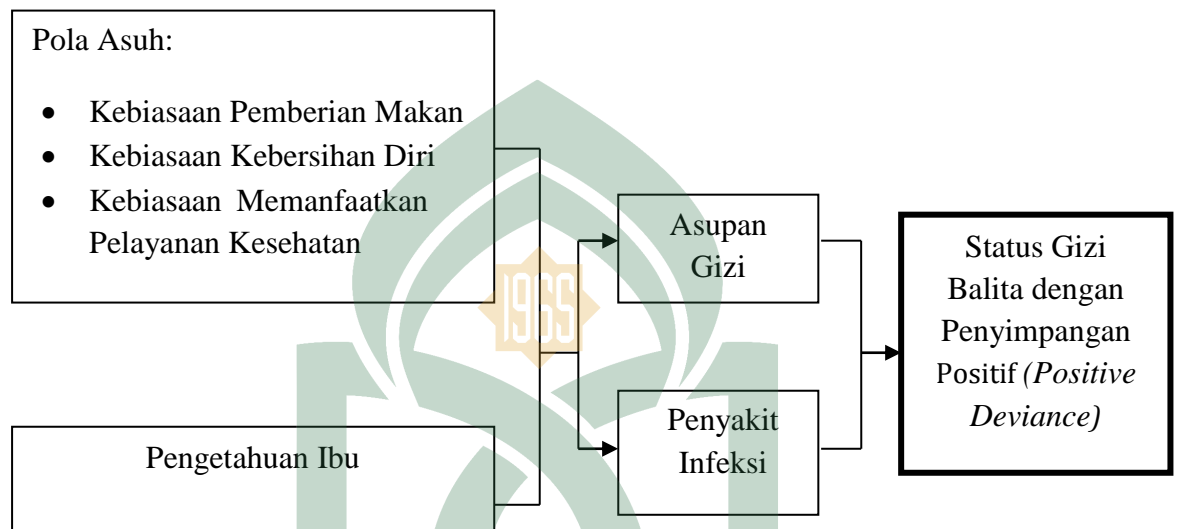 Pola Asuh:
• Kebiasaan Pemberian Makan
• Kebiasaan Kebersihan Diri
• Kebiasaan Memanfaatkan
Pelayanan Kesehatan
Pengetahuan Ibu
Asupan
Gizi
Penyakit
Infeksi
Status Gizi
Balita dengan
Penyimpangan
Positif (Positive
Deviance)
1965